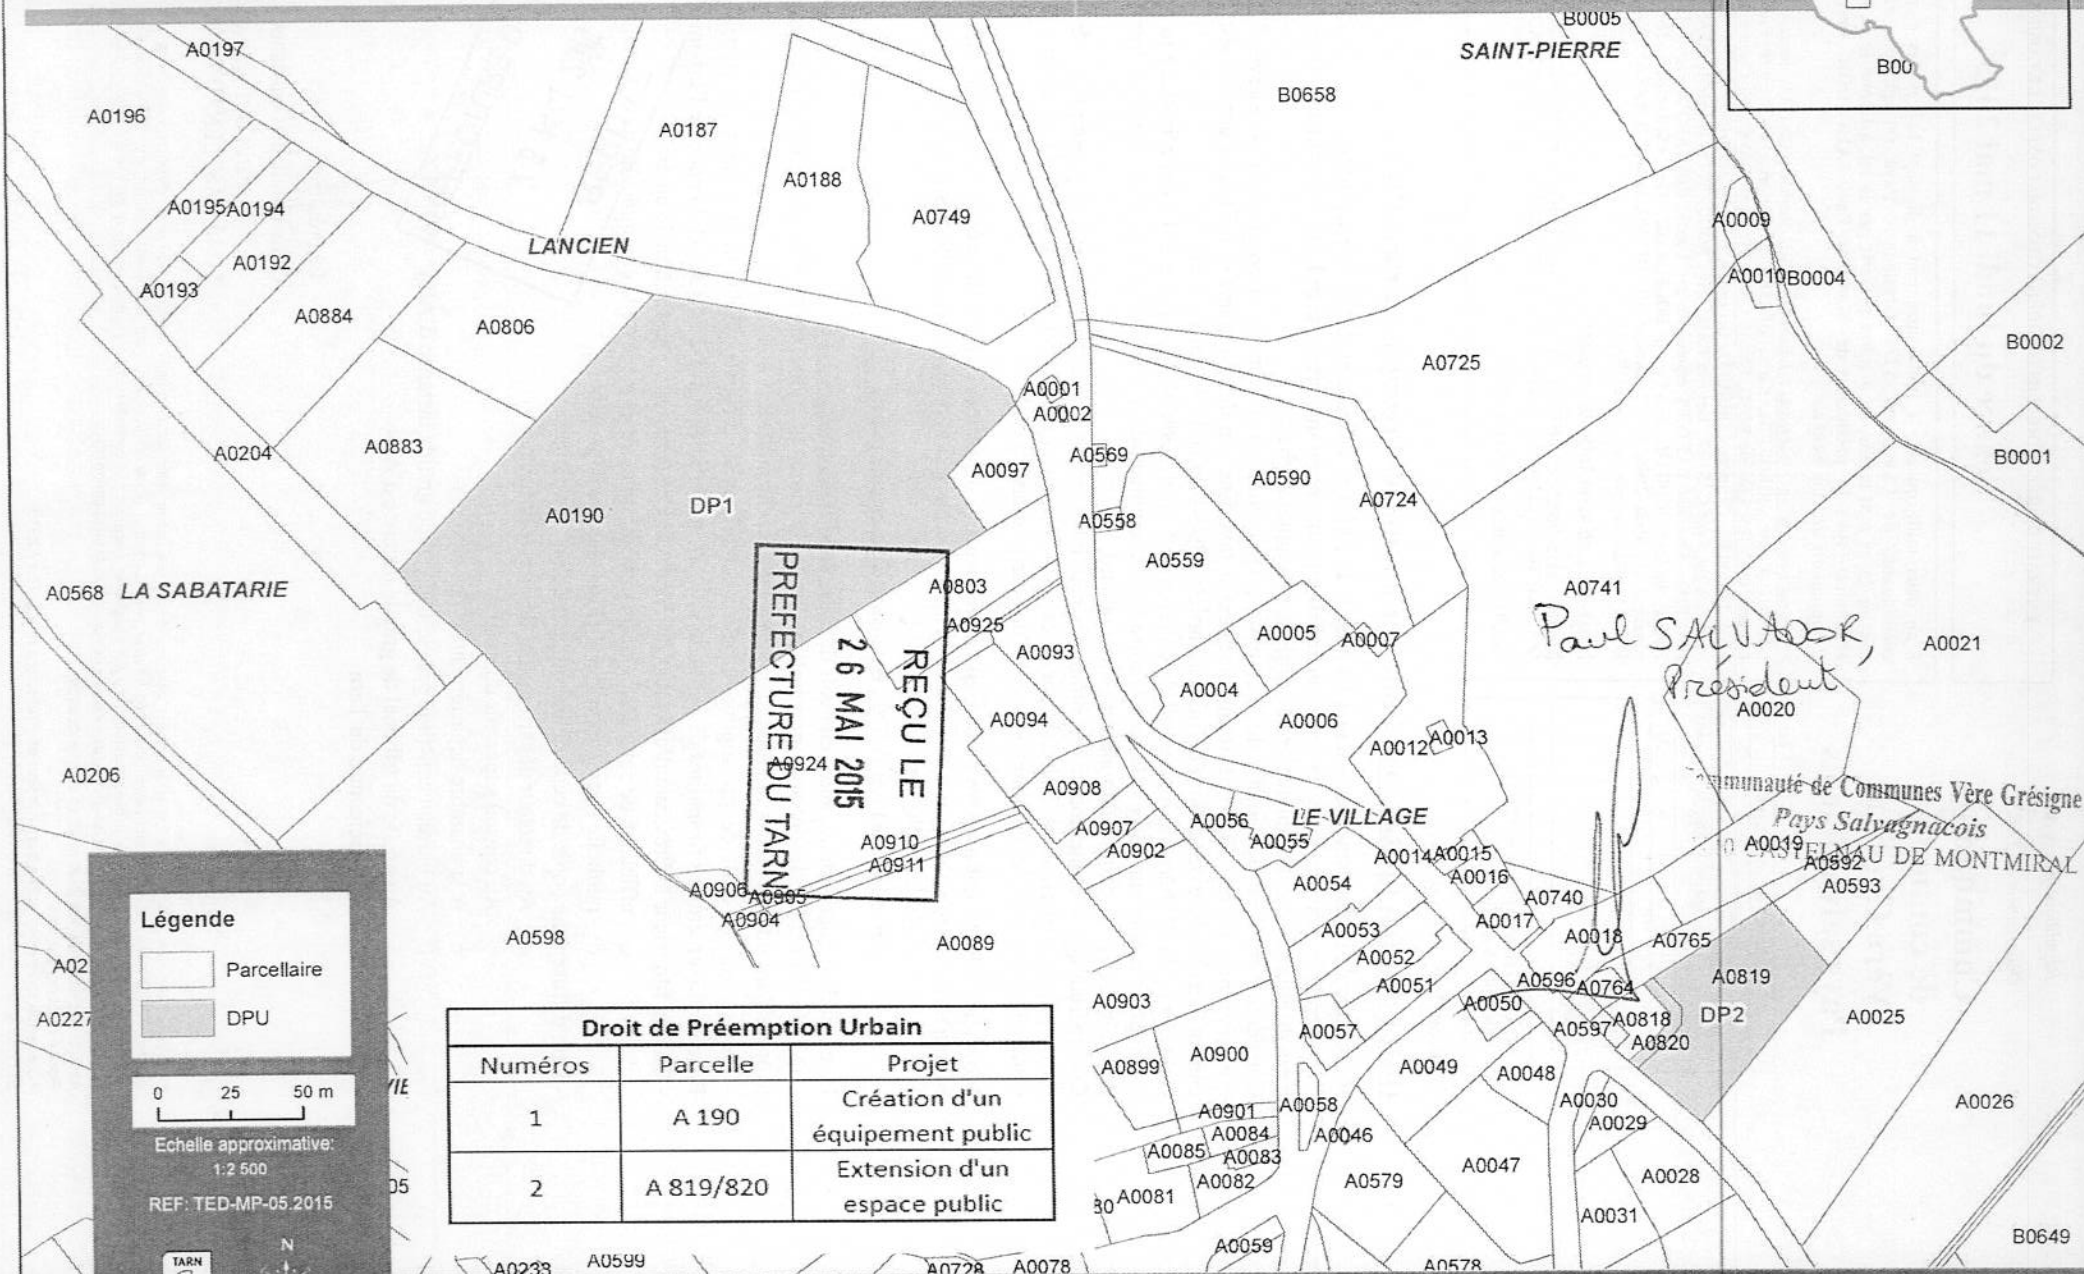 B0005
SAINT-PIERRE
A0197
B00
B0658
A0196
A0187
A0188
A0195 A0194
A0749
A0009
LANCIEN
A0192
A0010 B0004
A0193
A0884
A0806
B0002
A0725
A0001
A0002
A0883
A0204
A0569
B0001
A0097
A0590
A0724
A0190
DP1
A0558
A0559
A0568 LA SABATARIE
A0803
A0741
A0925
A0005
A0007
A0093
A0021
Paul SALVADOR,
Président
A0004
A0020
A0094
A0006
A0012 A0013
REÇU LE
26 MAI 2015
PREFECTURE DU TARN
A0924
A0206
A0908
Communauté de Communes Vère Grésigne
Pays Salvagnacois
CASTELNAU DE MONTMIRAL
LE VILLAGE
A0056
A0055
A0907
A0902
A0910
A0911
A0019
A0592
A0593
A0014 A0015
A0016
A0054
A0740
A0906
A0905
A0904
A0017
A0053
A0018
A0765
A0598
A0089
A0052
A0051
A0596
A0764
A0819
DP2
A0903
A0050
A0057
A0597
A0818
A0820
A0025
A02
A0227
A0899
A0900
A0049
A0048
A0030
A0029
A0026
A0901
A0058
A0084
A0046
A0085
A0083
A0047
A0028
A0081
A0082
A0579
A0031
B0649
A0059
A0578
A0233
A0599
A0728
A0078
Légende
Parcellaire
DPU
0 25 50 m
Echelle approximative:
1:2 500
REF: TED-MP-05.2015
N
TARN
Droit de Préemption Urbain
Numéros Parcelle Projet
1 A 190 Création d'un
équipement public
2 A 819/820 Extension d'un
espace public